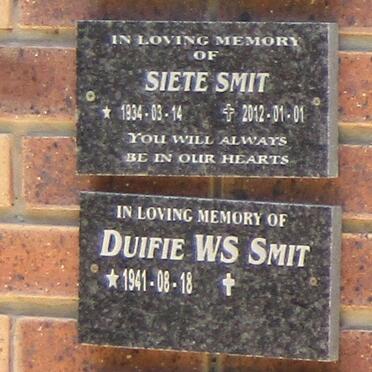 IN LOVING MEMORY
OF
SIETE SMIT
★ 1934-03-14 ✞ 2012-01-01
YOU WILL ALWAYS
BE IN OUR HEARTS
IN LOVING MEMORY OF
DUIFIE WS SMIT
★ 1941-08-18 ✝